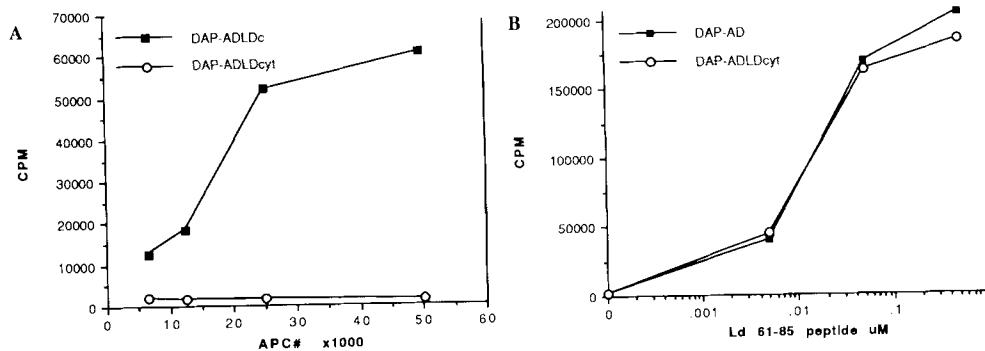 A
DAP-ADLDc
DAP-ADLDcyt
CPM
70000
60000
50000
40000
30000
20000
10000
0
0 10 20 30 40 50 60
APC# x1000
B
DAP-AD
DAP-ADLDcyt
CPM
200000
150000
100000
50000
0
0 .001 .01 .1
Ld 61-85 peptide uM